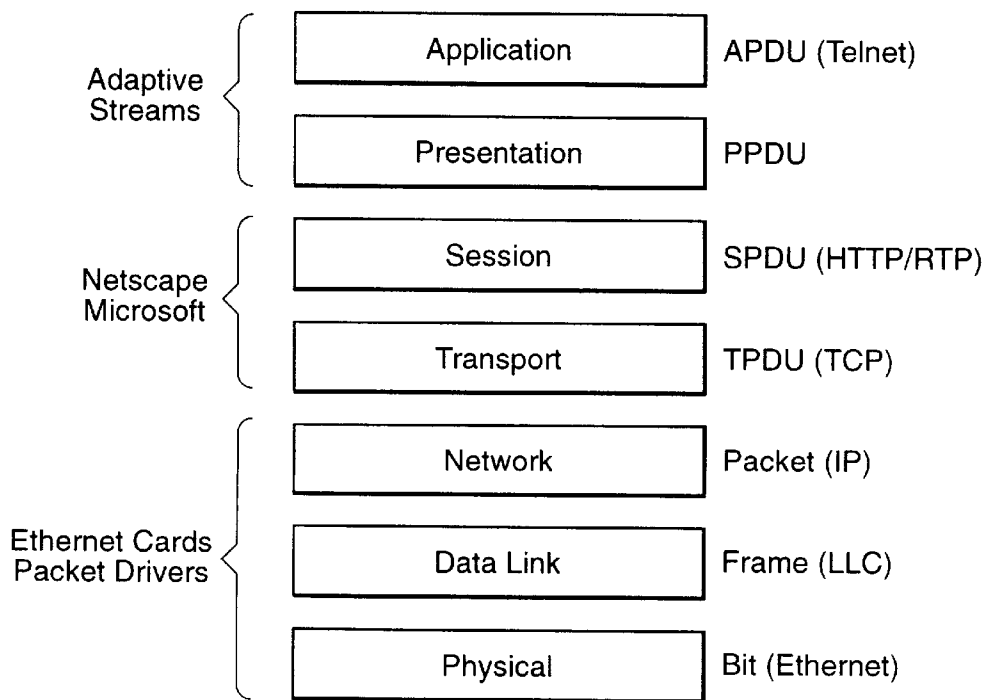 Application
APDU (Telnet)
Adaptive
Streams
Presentation
PPDU
Session
SPDU (HTTP/RTP)
Netscape
Microsoft
Transport
TPDU (TCP)
Network
Packet (IP)
Ethernet Cards
Packet Drivers
Data Link
Frame (LLC)
Physical
Bit (Ethernet)